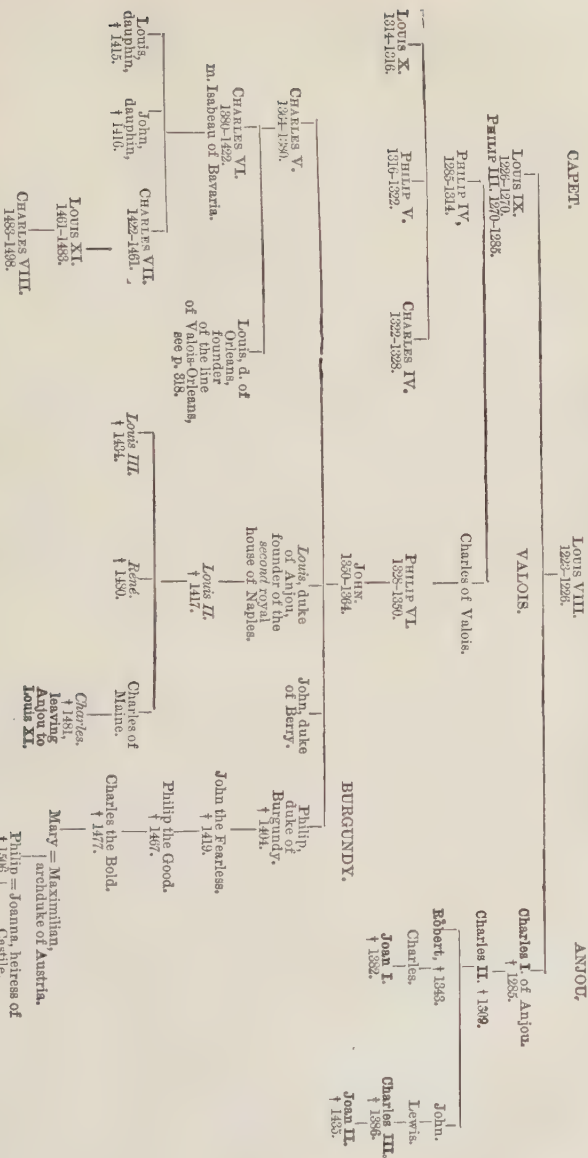 LOUIS VIII.
1223-1226.
CAPET.
VALOIS.
ANJOU.
LOUIS IX.
1226-1270.
PHILIP III. 1270-1285.
Charles I. of Anjou.
† 1285.
PHILIP IV,
1285-1314.
Charles of Valois.
Charles II. † 1309.
LOUIS X.
1314-1316.
PHILIP V.
1316-1322.
CHARLES IV.
1322-1328.
PHILIP VI.
1328-1350.
Robert, † 1343.
John.
Charles.
Lewis.
Joan I.
† 1382.
Charles III.
† 1386.
Joan II.
† 1435.
JOHN.
1350-1364.
BURGUNDY.
CHARLES V.
1364-1380.
Louis, duke
of Anjou,
founder of the
second royal
house of Naples.
John, duke
of Berry.
Philip,
duke of
Burgundy.
† 1404.
CHARLES VI.
1380-1422.
m. Isabeau of Bavaria.
Louis, d. of
Orleans,
founder
of the line
of Valois-Orleans,
see p. 318.
Louis II.
† 1417.
John the Fearless.
† 1419.
Philip the Good.
† 1467.
Louis,
dauphin,
† 1415.
John,
dauphin,
† 1416.
CHARLES VII.
1422-1461.
Louis III.
† 1434.
René.
† 1480.
Charles of
Maine.
Charles the Bold.
† 1477.
LOUIS XI.
1461-1483.
Charles.
† 1481,
leaving
Anjou to
Louis XI.
Mary = Maximilian,
archduke of Austria.
CHARLES VIII.
1483-1498.
Philip = Joanna, heiress of
† 1506 Castile